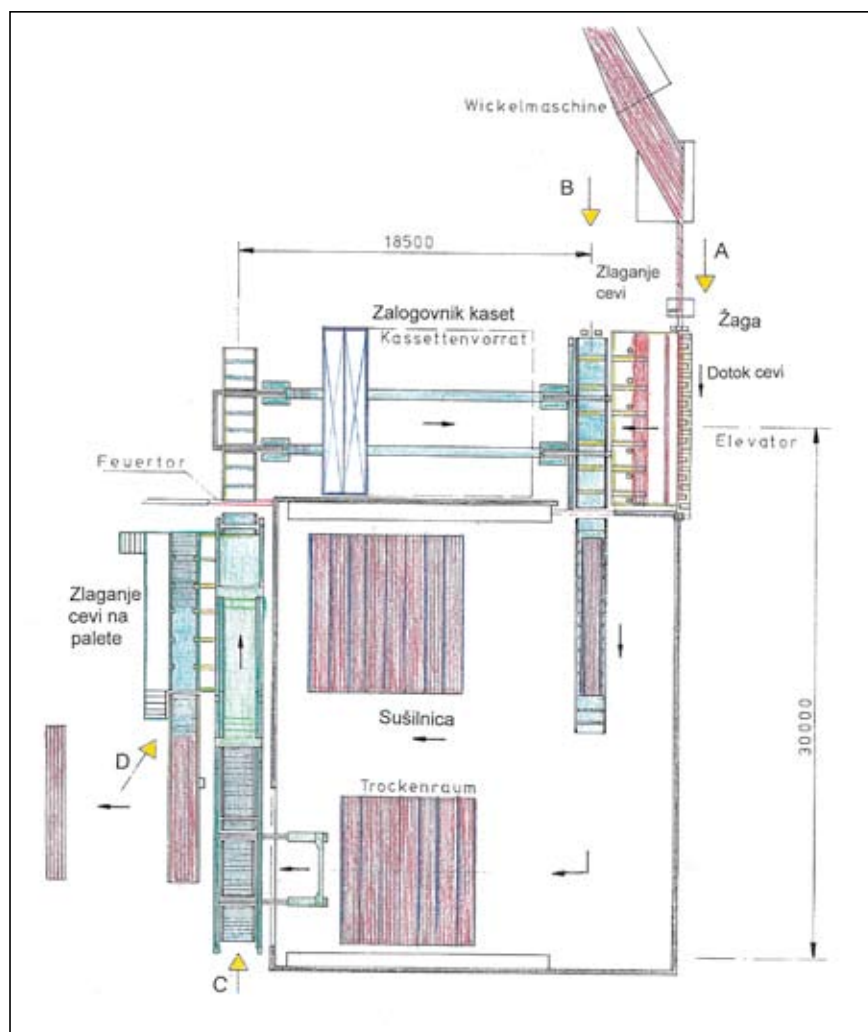 Wickelmaschine
B
A
18500
Zlaganje
cevi
Žaga
Zalogovnik kaset
Kassettenvorrat
Dotok cevi
Elevator
Feuertor
Zlaganje
cevi na
palete
Sušilnica
30000
D
Trockenraum
C